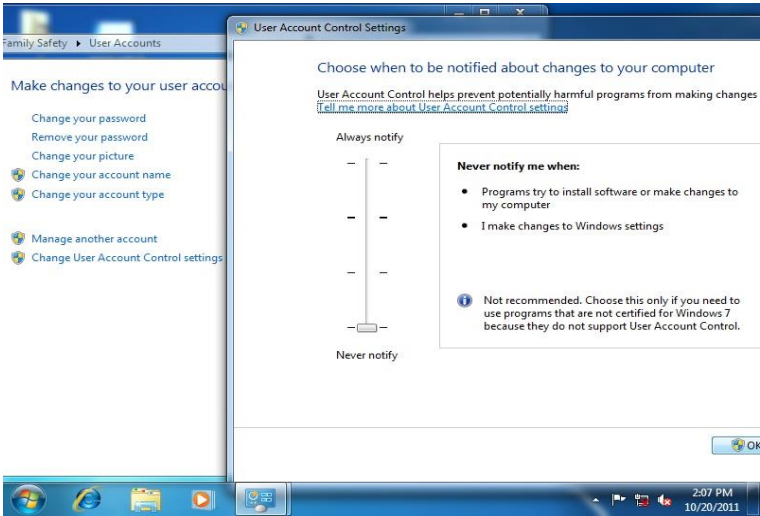 Family Safety ▸ User Accounts
Make changes to your user accou
Change your password
Remove your password
Change your picture
Change your account name
Change your account type
Manage another account
Change User Account Control settings
User Account Control Settings
Choose when to be notified about changes to your computer
User Account Control helps prevent potentially harmful programs from making changes
Tell me more about User Account Control settings
Always notify
Never notify
Never notify me when:
• Programs try to install software or make changes to
my computer
• I make changes to Windows settings
Not recommended. Choose this only if you need to
use programs that are not certified for Windows 7
because they do not support User Account Control.
OK
2:07 PM
10/20/2011